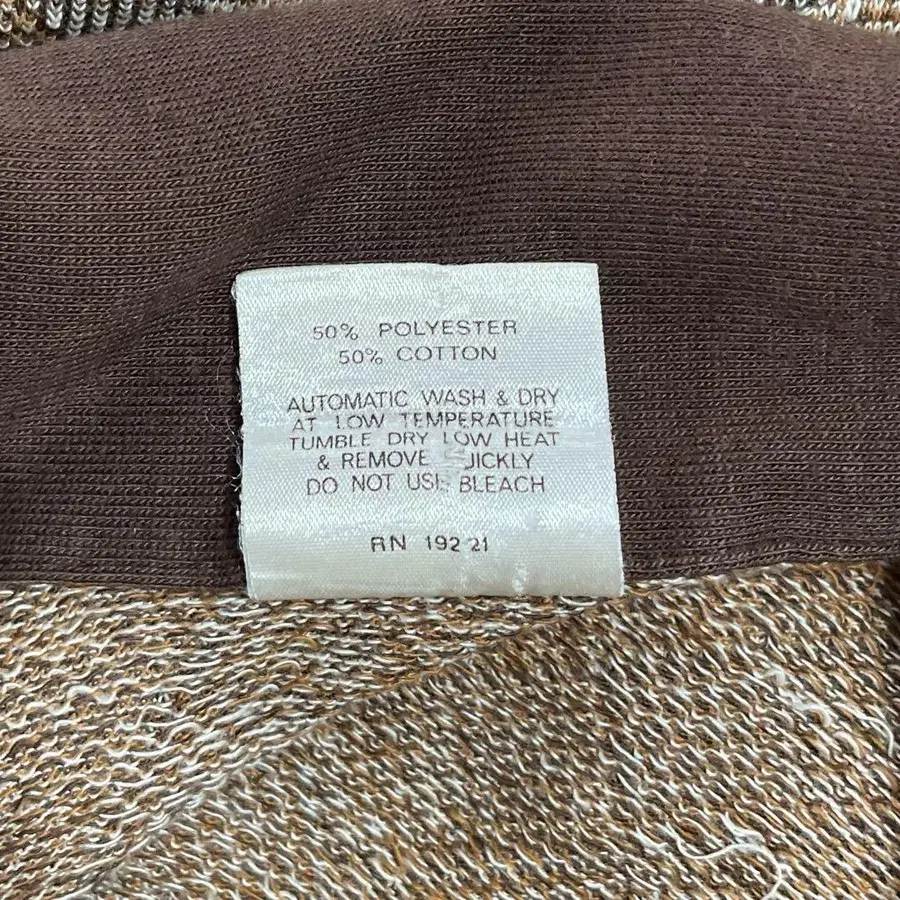 50% POLYESTER
50% COTTON
AUTOMATIC WASH & DRY
AT LOW TEMPERATURE
TUMBLE DRY LOW HEAT
& REMOVE JICKLY
DO NOT USE BLEACH
RN 19221